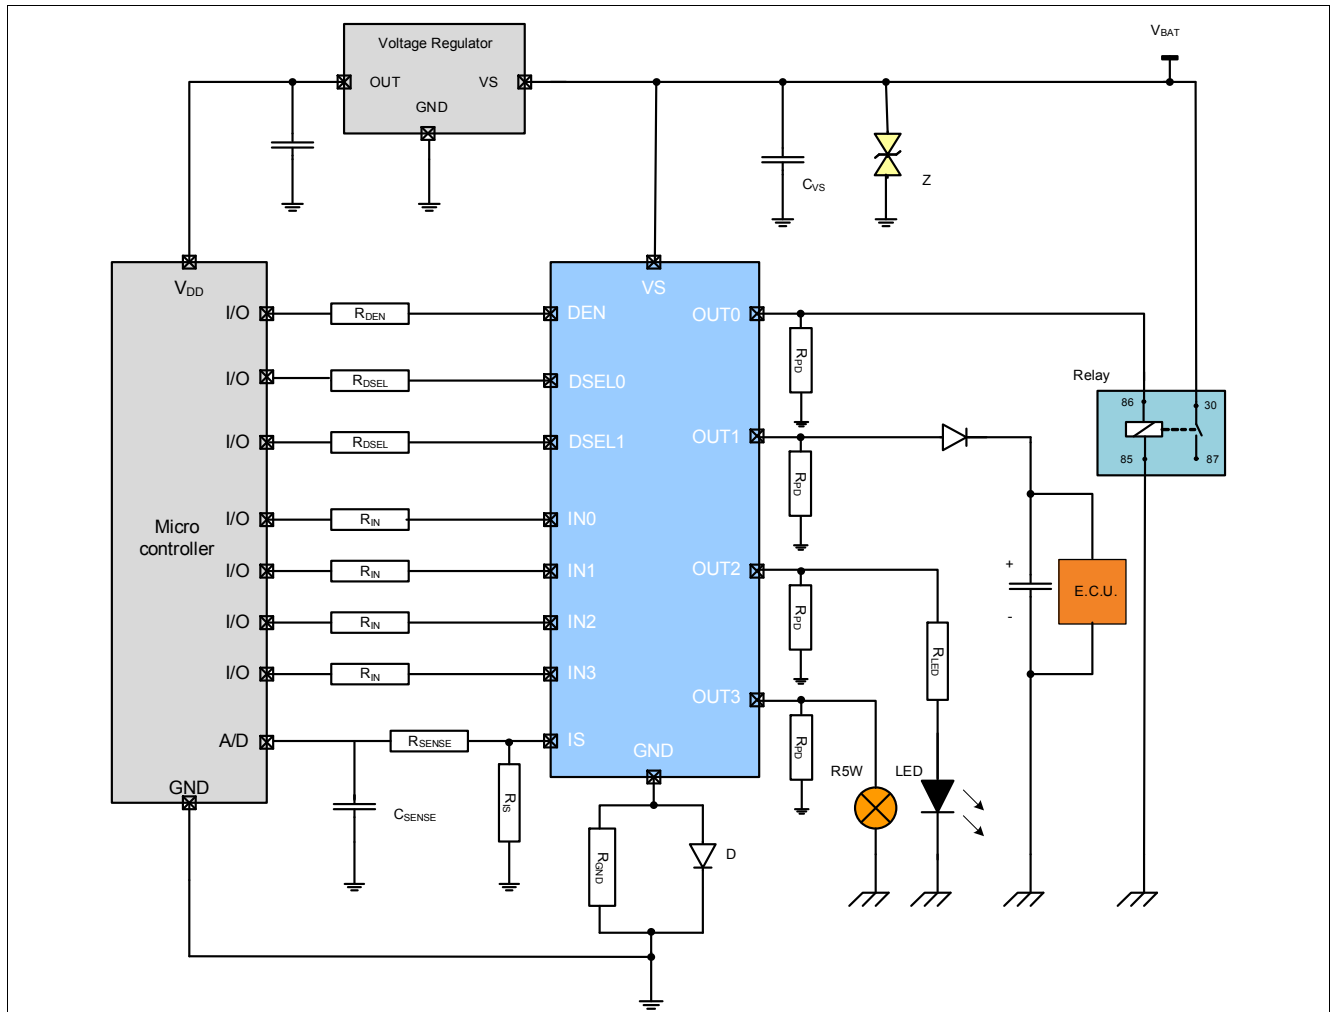 Voltage Regulator
OUT
VS
GND
VBAT
CVS
Z
VDD
VS
I/O
RDEN
DEN
OUT0
RPD
I/O
RDSEL
DSEL0
Relay
86
30
85
87
I/O
RDSEL
DSEL1
OUT1
RPD
Micro
controller
I/O
RIN
IN0
I/O
RIN
IN1
OUT2
RPD
+
-
E.C.U.
I/O
RIN
IN2
RLED
I/O
RIN
IN3
OUT3
RPD
A/D
RSENSE
IS
GND
GND
R5W
LED
CSENSE
RIS
RGND
D